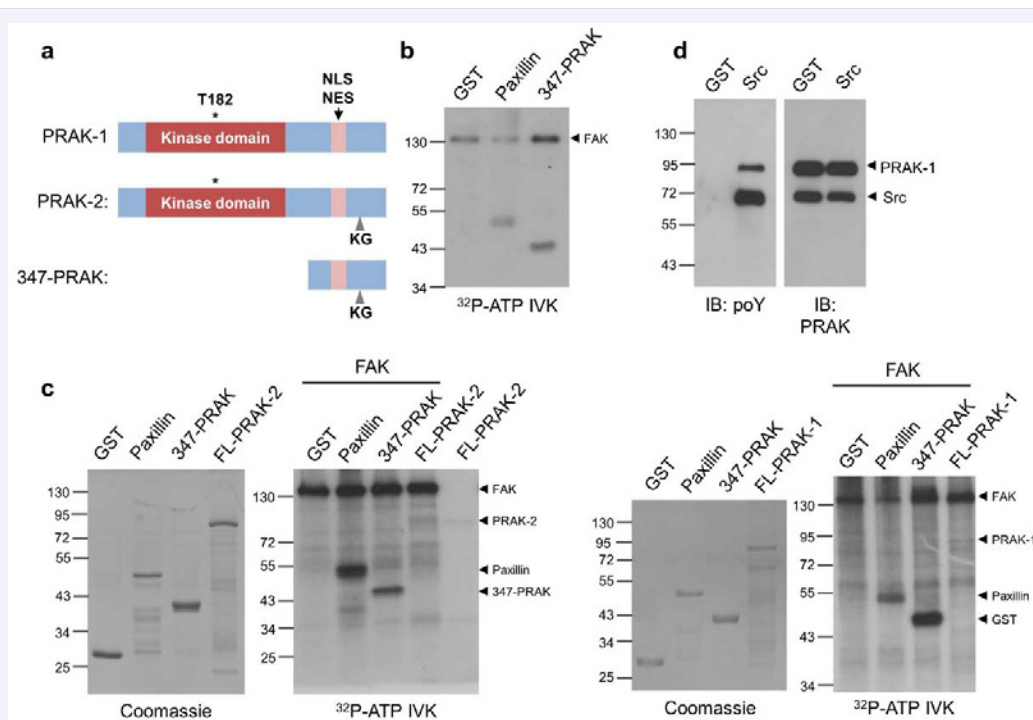 a
T182
*
NLS
NES
PRAK-1
Kinase domain
*
PRAK-2:
Kinase domain
KG
347-PRAK:
KG
b
GST
Paxillin
347-PRAK
130
72
55
43
34
FAK
³²P-ATP IVK
d
GST
Src
GST
Src
130
95
72
55
43
PRAK-1
Src
IB: poY
IB:
PRAK
c
GST
Paxillin
347-PRAK
FL-PRAK-2
130
95
72
55
43
34
25
Coomassie
FAK
GST
Paxillin
347-PRAK
FL-PRAK-2
FL-PRAK-2
130
72
55
43
34
25
FAK
PRAK-2
Paxillin
347-PRAK
³²P-ATP IVK
GST
Paxillin
347-PRAK
FL-PRAK-1
130
95
72
55
43
34
25
Coomassie
FAK
GST
Paxillin
347-PRAK
FL-PRAK-1
130
95
72
55
43
34
FAK
PRAK-1
Paxillin
GST
³²P-ATP IVK